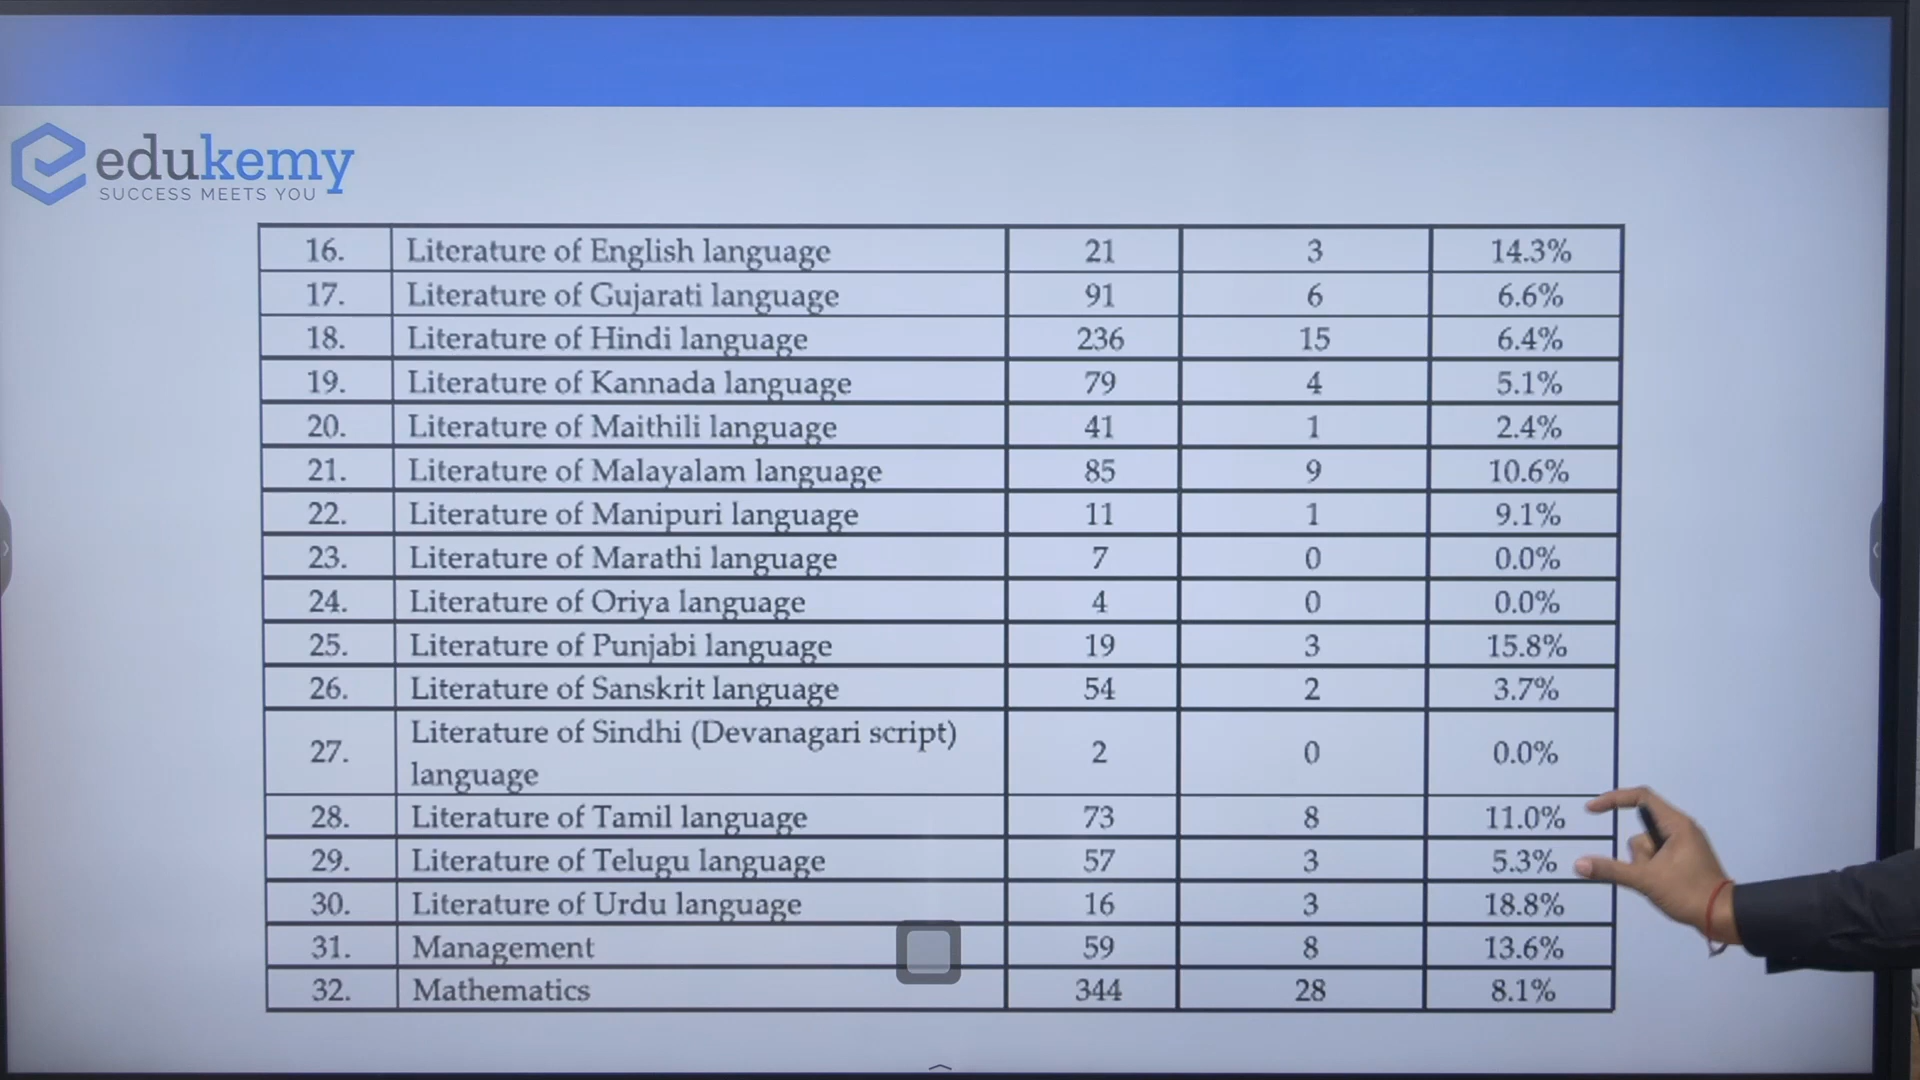 edukemy
SUCCESS MEETS YOU
16. Literature of English language 21 3 14.3%
17. Literature of Gujarati language 91 6 6.6%
18. Literature of Hindi language 236 15 6.4%
19. Literature of Kannada language 79 4 5.1%
20. Literature of Maithili language 41 1 2.4%
21. Literature of Malayalam language 85 9 10.6%
22. Literature of Manipuri language 11 1 9.1%
23. Literature of Marathi language 7 0 0.0%
24. Literature of Oriya language 4 0 0.0%
25. Literature of Punjabi language 19 3 15.8%
26. Literature of Sanskrit language 54 2 3.7%
27. Literature of Sindhi (Devanagari script)
language 2 0 0.0%
28. Literature of Tamil language 73 8 11.0%
29. Literature of Telugu language 57 3 5.3%
30. Literature of Urdu language 16 3 18.8%
31. Management 59 8 13.6%
32. Mathematics 344 28 8.1%